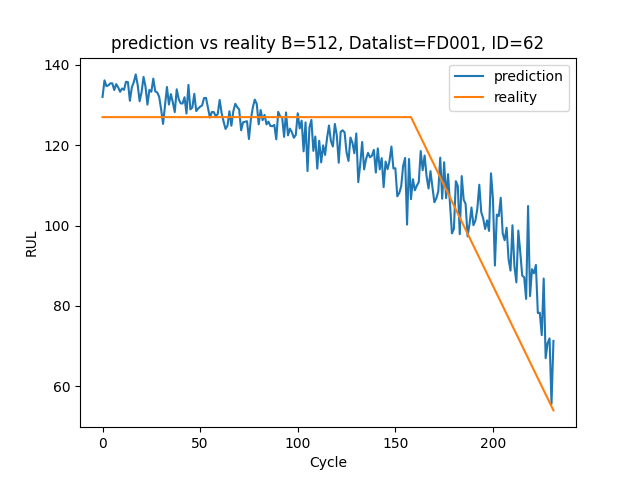 prediction vs reality B=512, Datalist=FD001, ID=62
140
120
100
80
60
RUL
prediction
reality
0
50
100
150
200
Cycle